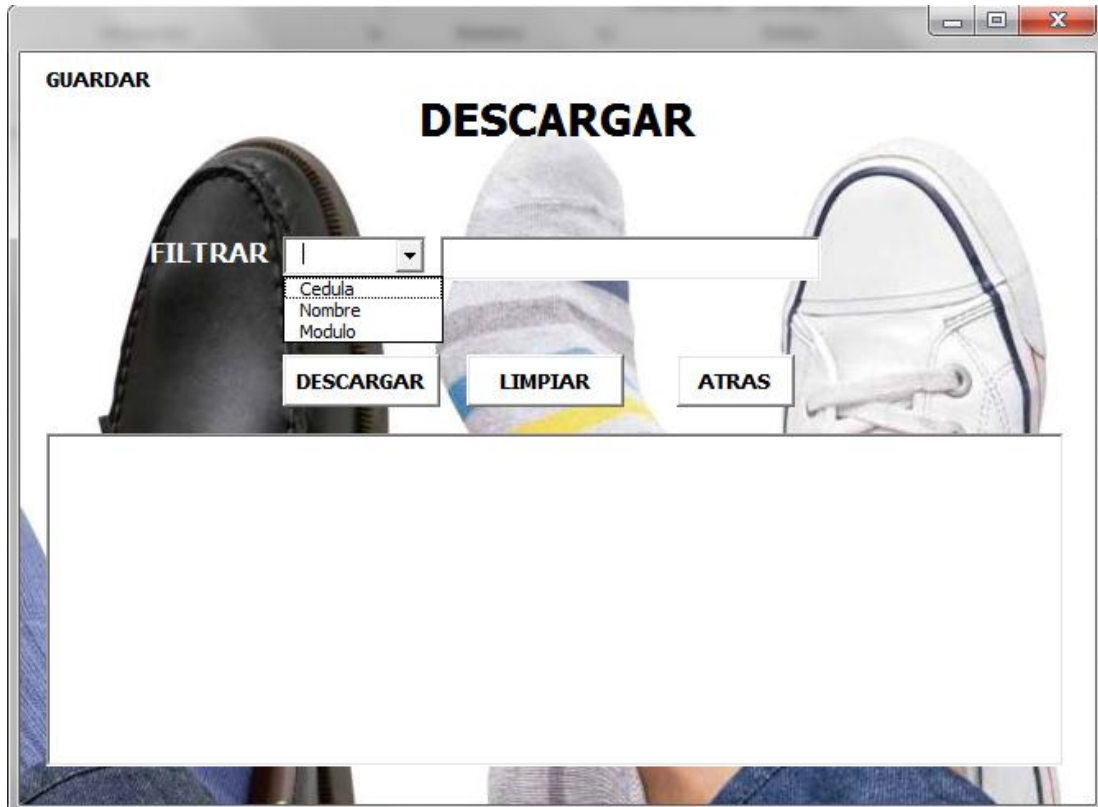 GUARDAR
DESCARGAR
FILTRAR
Cedula
Nombre
Modulo
DESCARGAR LIMPIAR ATRAS